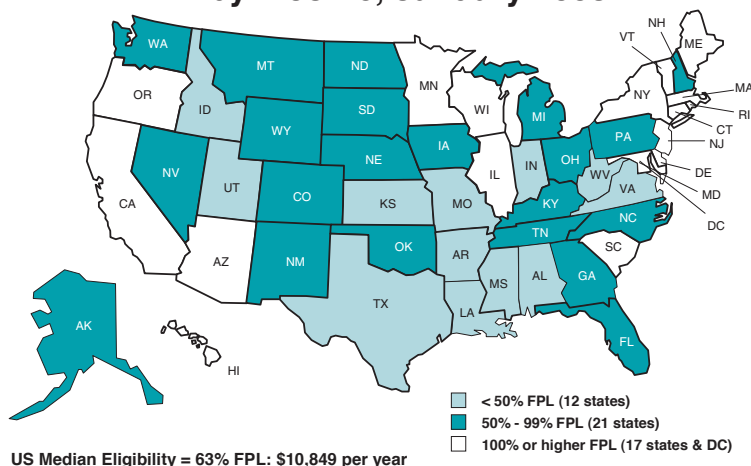 NH
WA
VT
ME
MT
ND
MN
OR
ID
SD
WI
NY
MA
MI
RI
WY
CT
IA
PA
NJ
NE
NV
OH
IN
DE
UT
IL
WV
CO
VA
MD
CA
KS
MO
KY
DC
NC
TN
OK
AZ
NM
AR
SC
MS
AL
GA
TX
LA
AK
FL
HI
< 50% FPL (12 states)
50% - 99% FPL (21 states)
100% or higher FPL (17 states & DC)
US Median Eligibility = 63% FPL: $10,849 per year